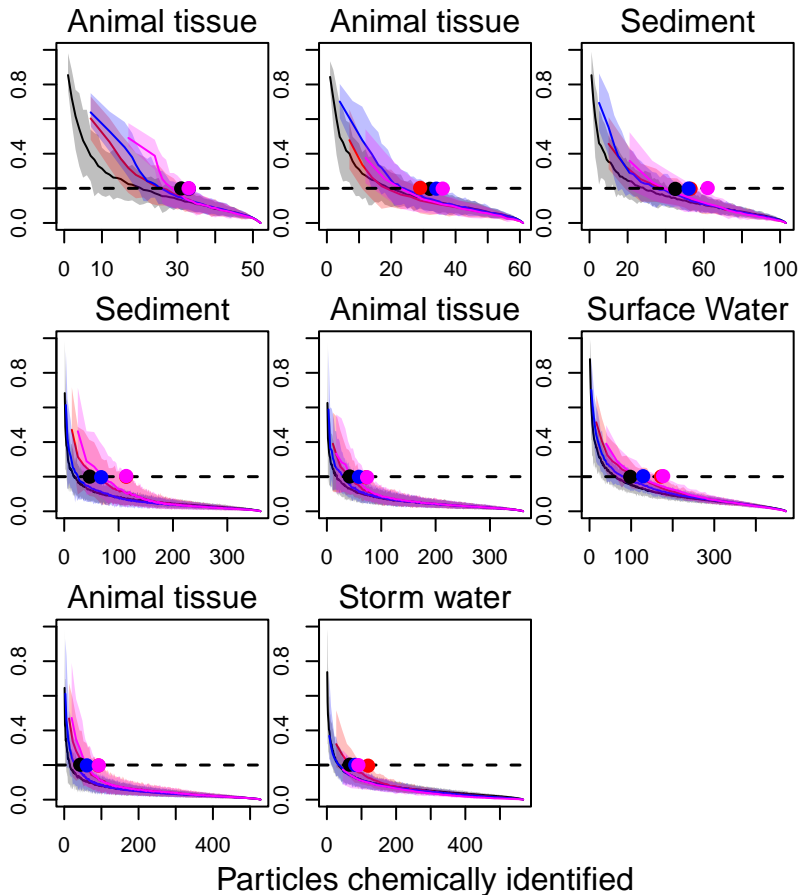 Animal tissue Animal tissue Sediment
0.8 0.8 0.8
0.4 0.4 0.4
0.0 0.0 0.0
0 10 30 50 0 20 40 60 0 20 60 100
Sediment Animal tissue Surface Water
0.8 0.8 0.8
0.4 0.4 0.4
0.0 0.0 0.0
0 100 300 0 100 300 0 100 300
Animal tissue Storm water
0.8 0.8
0.4 0.4
0.0 0.0
0 200 400 0 200 400
Particles chemically identified